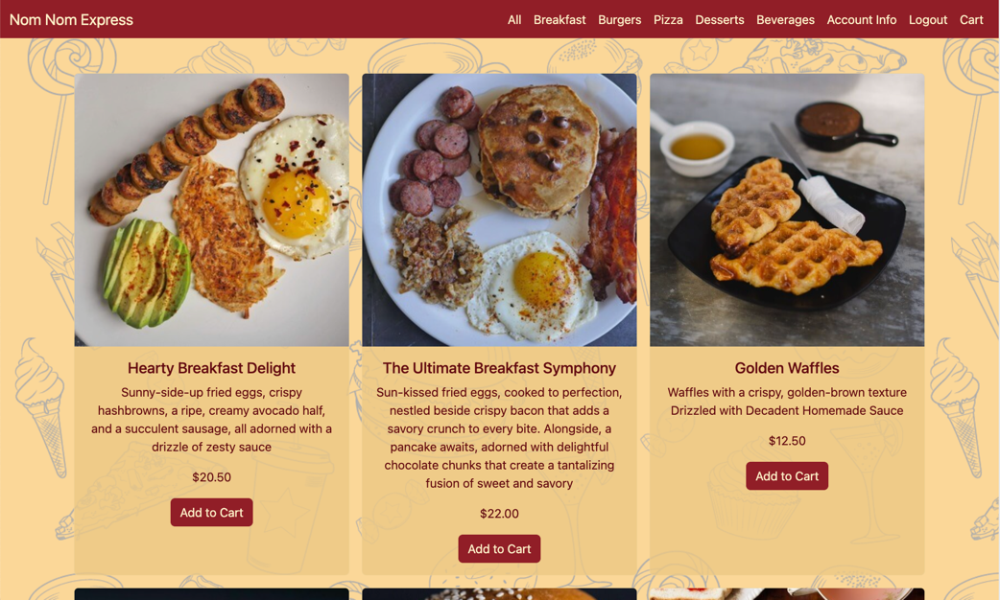 Nom Nom Express
All Breakfast Burgers Pizza Desserts Beverages Account Info Logout Cart
Hearty Breakfast Delight
Sunny-side-up fried eggs, crispy
hashbrowns, a ripe, creamy avocado half,
and a succulent sausage, all adorned with a
drizzle of zesty sauce
$20.50
Add to Cart
The Ultimate Breakfast Symphony
Sun-kissed fried eggs, cooked to perfection,
nestled beside crispy bacon that adds a
savory crunch to every bite. Alongside, a
pancake awaits, adorned with delightful
chocolate chunks that create a tantalizing
fusion of sweet and savory
$22.00
Add to Cart
Golden Waffles
Waffles with a crispy, golden-brown texture
Drizzled with Decadent Homemade Sauce
$12.50
Add to Cart